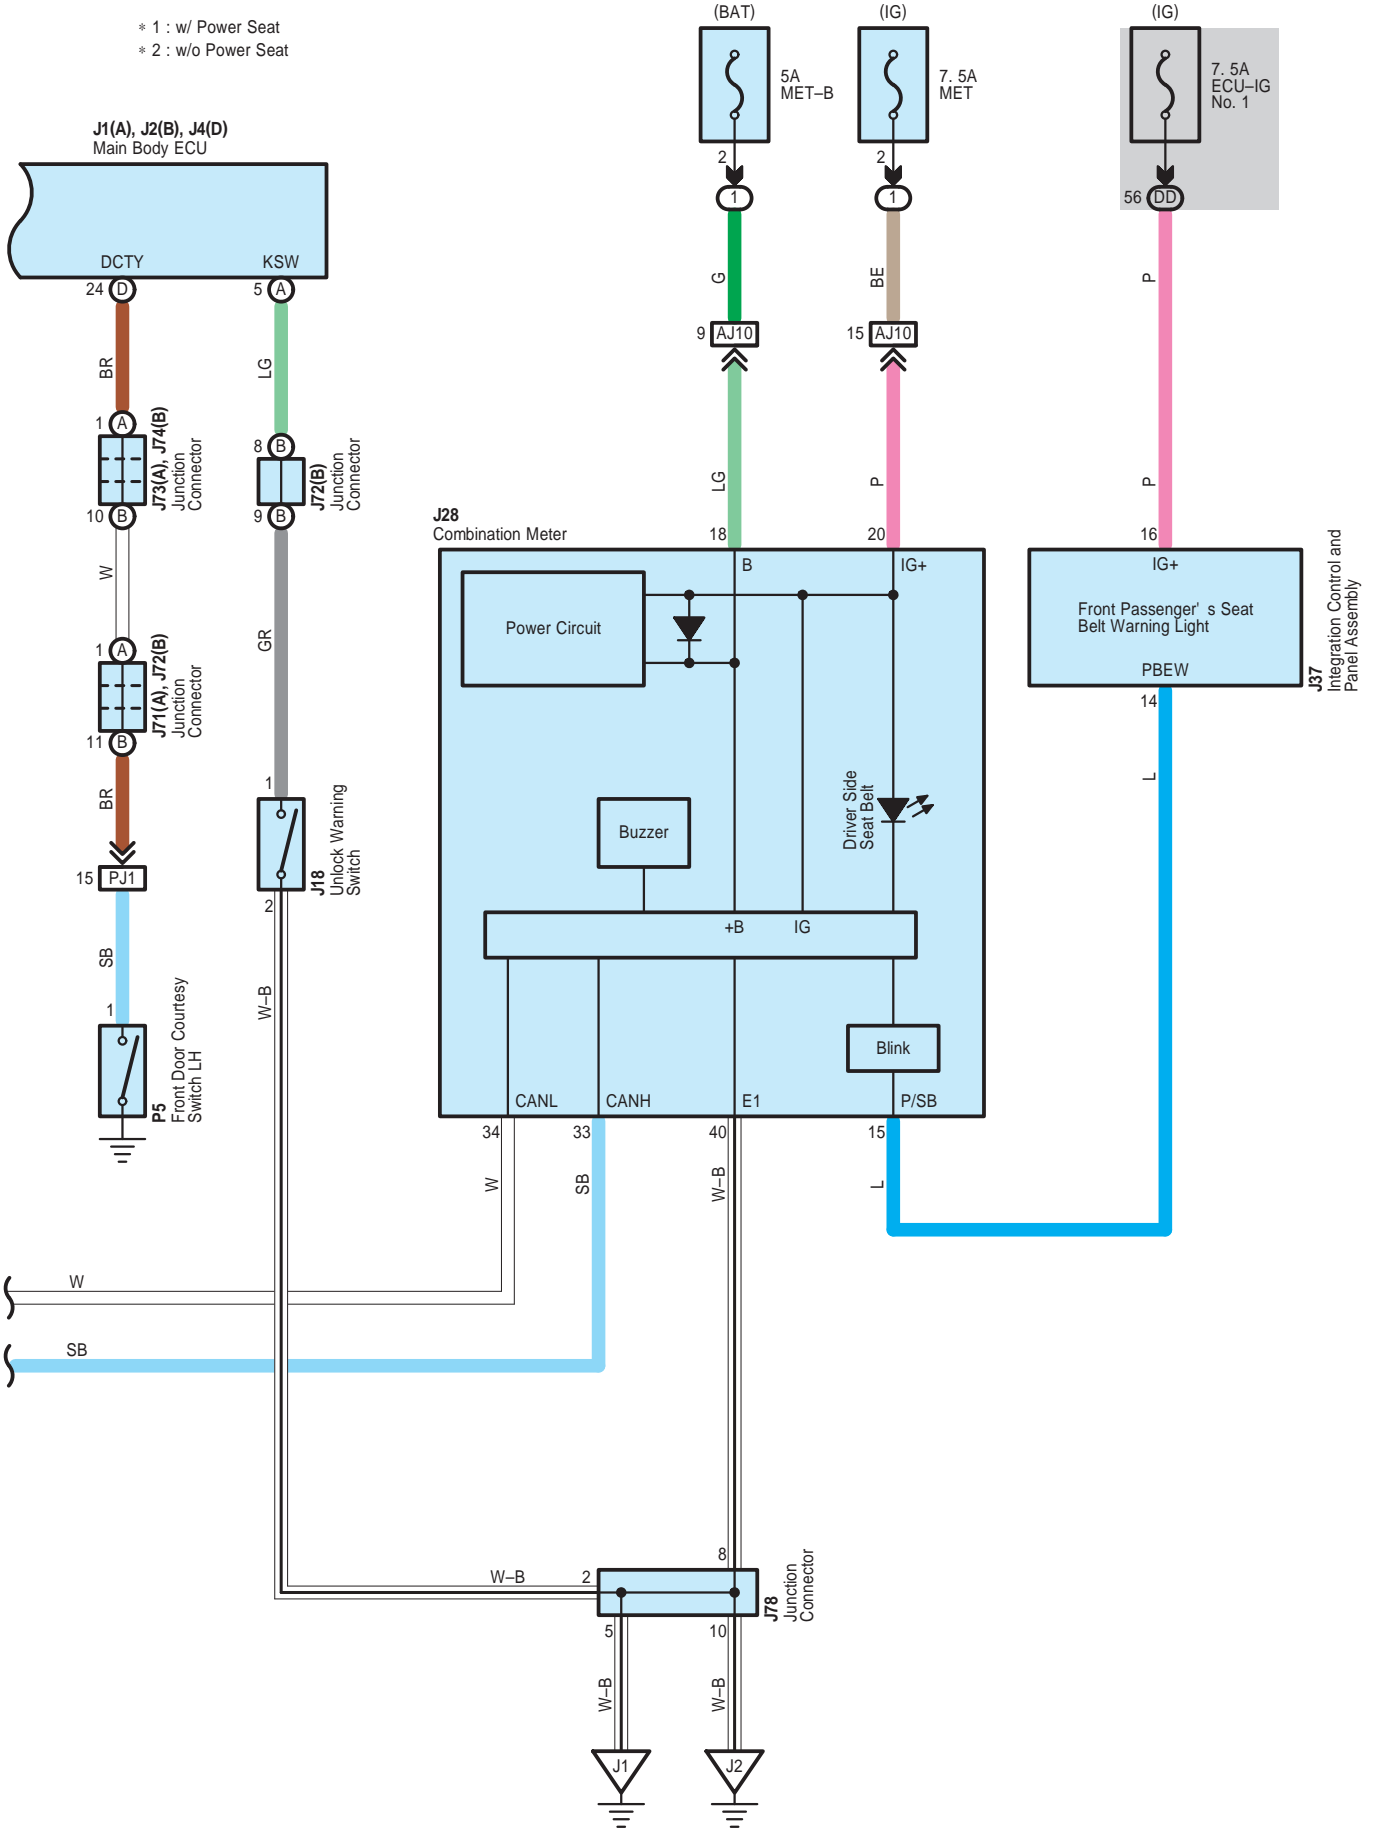 * 1 : w/ Power Seat
* 2 : w/o Power Seat
(BAT)
(IG)
(IG)
5A
MET–B
7. 5A
MET
7. 5A
ECU–IG
No. 1
2
2
1
1
56
DD
J1(A), J2(B), J4(D)
Main Body ECU
DCTY
KSW
24
D
5
A
G
BE
P
9
AJ10
15
AJ10
BR
LG
1
A
J73(A), J74(B)
Junction
Connector
10
B
8
B
J72(B)
Junction
Connector
9
B
LG
P
P
W
GR
1
A
J71(A), J72(B)
Junction
Connector
11
B
BR
15
PJ1
SB
1
P5
Front Door Courtesy
Switch LH
1
J18
Unlock Warning
Switch
2
W–B
J28
Combination Meter
18
20
B
IG+
Power Circuit
Buzzer
Driver Side
Seat Belt
+B
IG
Blink
CANL
CANH
E1
P/SB
34
33
40
15
W
SB
W–B
L
16
IG+
Front Passenger' s Seat
Belt Warning Light
PBEW
14
J37
Integration Control and
Panel Assembly
L
W
SB
W–B
2
8
J78
Junction
Connector
5
10
W–B
W–B
J1
J2